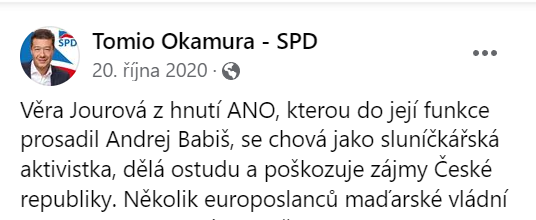 SPD
Tomio Okamura - SPD
20. října 2020 ·
Věra Jourová z hnutí ANO, kterou do její funkce
prosadil Andrej Babiš, se chová jako sluníčkářská
aktivistka, dělá ostudu a poškozuje zájmy České
republiky. Několik europoslanců maďarské vládní